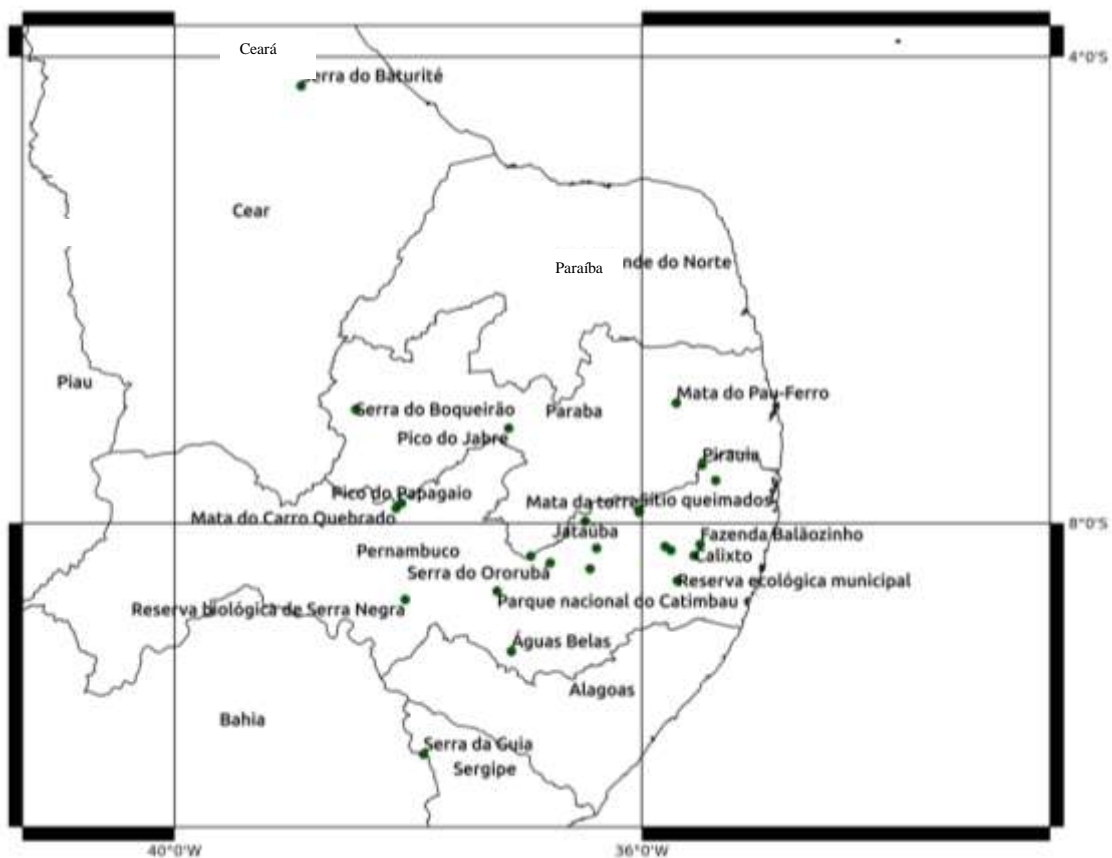 Ceará
4°0'S
erra do Baturité
Cear
nde do Norte
Paraíba
Piau
Mata do Pau-Ferro
Serra do Boqueirão
Paraba
Pico do Jabre
Pirauia
Pico do Papagaio
Mata da torre
Sítio queimados
Mata do Carro Quebrado
8°0'S
Jataúba
Fazenda Balãozinho
Pernambuco
Calixto
Serra do Ororubá
Reserva ecológica municipal
Parque nacional do Catimbau
Reserva biológica de Serra Negra
Águas Belas
Alagoas
Bahia
Serra da Guia
Sergipe
40°0'W
36°0'W